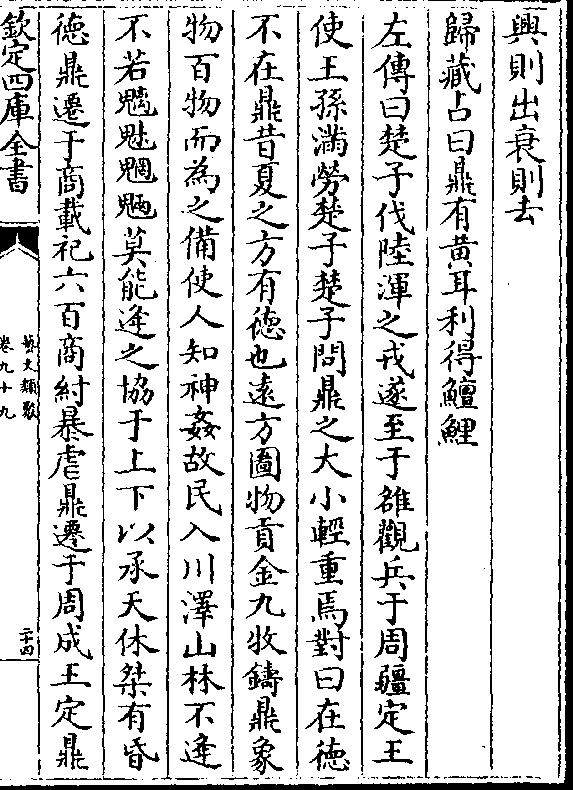 興則出衰則去
歸藏占曰鼎有黄耳利得鱣鯉
左傳曰楚子伐陸渾之戎遂至于雒觀兵于周疆定王
使王孫滿勞楚子楚子問鼎之大小輕重焉對曰在徳
不在鼎昔夏之方有徳也遠方圖物貢金九牧鑄鼎象
物百物而為之備使人知神姦故民入川澤山林不逢
不若魑魅魍魎莫能逢之協于上下以承天休桀有昏
徳鼎遷于商載祀六百商紂暴虐鼎遷于周成王定鼎
欽定四庫全書
藝文類聚
卷九十九
二十四